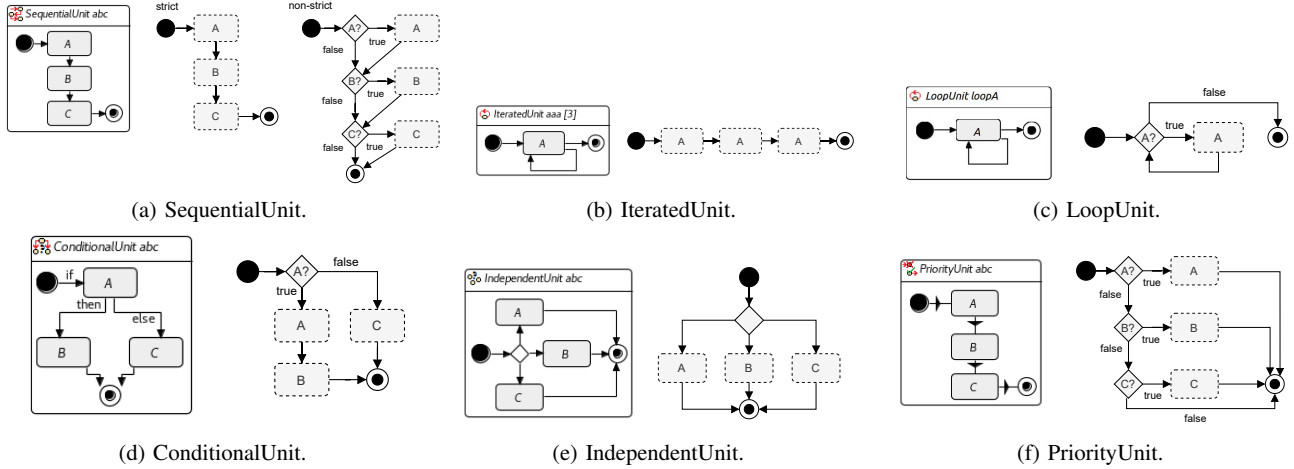 SequentialUnit abc
A
B
C
strict
A
B
C
non-strict
A?
true
A
false
B?
true
B
false
C?
true
C
false
(a) SequentialUnit.
IteratedUnit aaa [3]
A
A
A
A
(b) IteratedUnit.
LoopUnit loopA
A
false
A?
true
A
(c) LoopUnit.
ConditionalUnit abc
if
A
then
else
B
C
A?
false
true
A
C
B
(d) ConditionalUnit.
IndependentUnit abc
A
B
C
A
B
C
(e) IndependentUnit.
PriorityUnit abc
A
B
C
A?
true
A
false
B?
true
B
false
C?
true
C
false
(f) PriorityUnit.